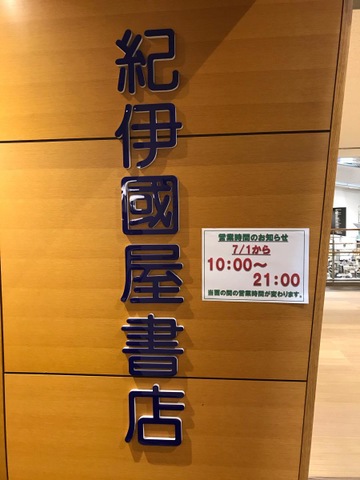 紀伊國屋書店
営業時間のお知らせ
7/1から
10:00～
21:00
当面の間の営業時間が変わります。